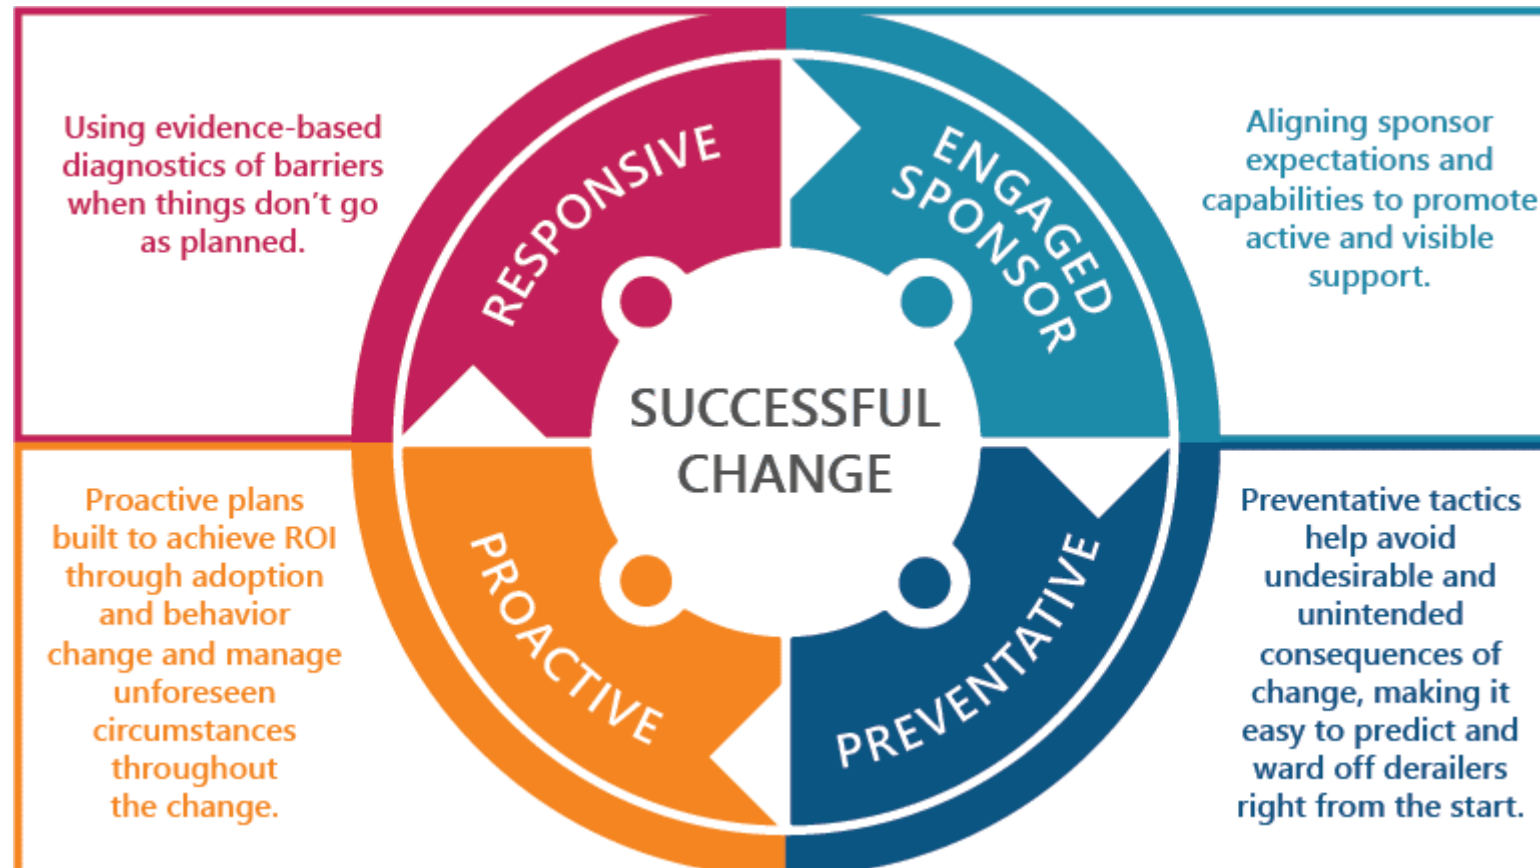 Using evidence-based
diagnostics of barriers
when things don’t go
as planned.
RESPONSIVE
ENGAGED
SPONSOR
Aligning sponsor
expectations and
capabilities to promote
active and visible
support.
SUCCESSFUL
CHANGE
Proactive plans
built to achieve ROI
through adoption
and behavior
change and manage
unforeseen
circumstances
throughout
the change.
PROACTIVE
PREVENTATIVE
Preventative tactics
help avoid
undesirable and
unintended
consequences of
change, making it
easy to predict and
ward off derailers
right from the start.